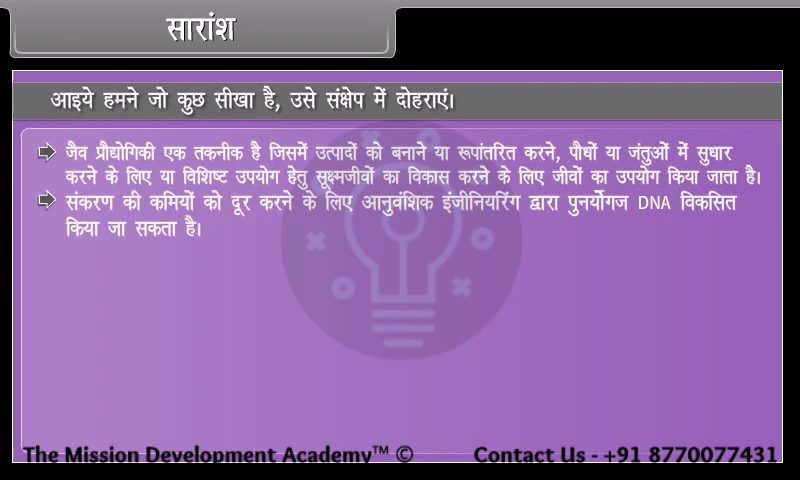 सारांश
आइये हमने जो कुछ सीखा है, उसे संक्षेप में दोहराएं।
जैव प्रौद्योगिकी एक तकनीक है जिसमें उत्पादों को बनाने या रूपांतरित करने, पौधों या जंतुओं में सुधार
करने के लिए या विशिष्ट उपयोग हेतु सूक्ष्मजीवों का विकास करने के लिए जीवों का उपयोग किया जाता है।
संकरण की कमियों को दूर करने के लिए आनुवंशिक इंजीनियरिंग द्वारा पुनर्योगज DNA विकसित
किया जा सकता है।
The Mission Development Academy™ © Contact Us - +91 8770077431